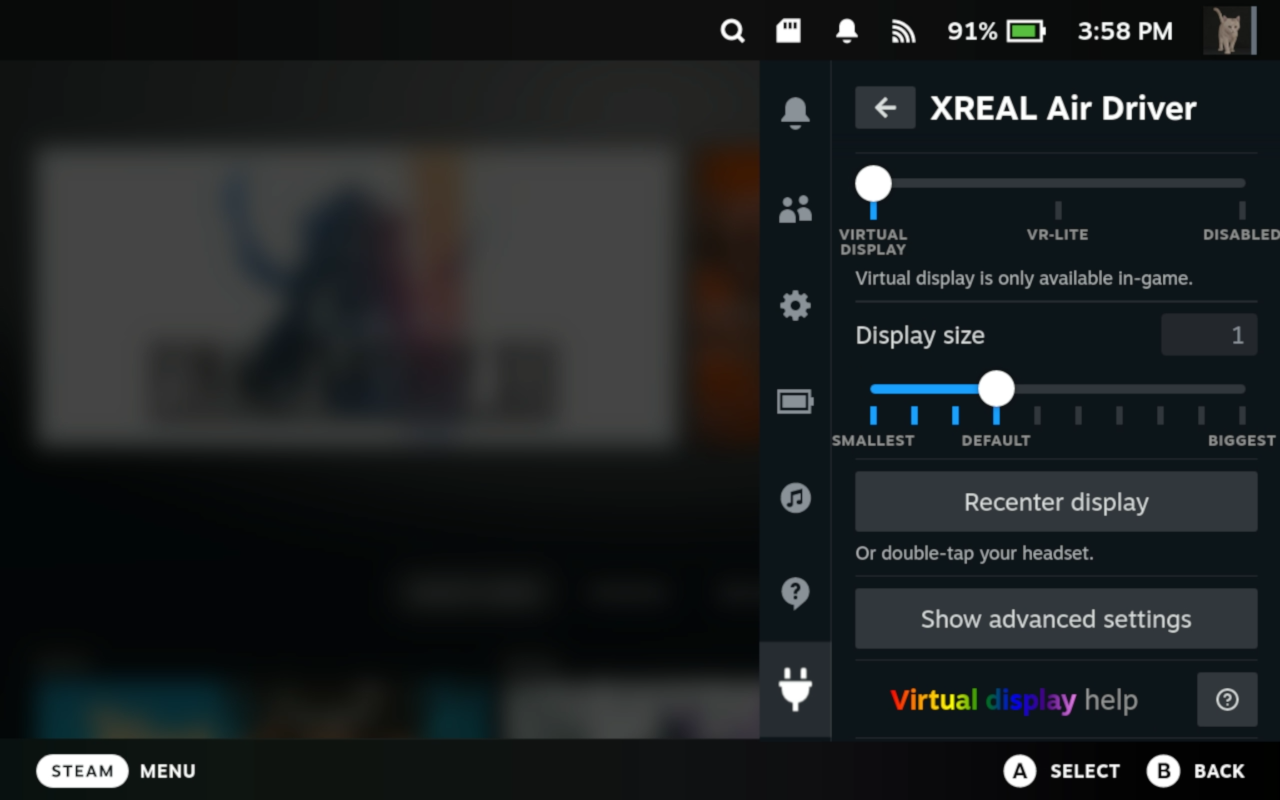 91%
3:58 PM
XREAL Air Driver
VIRTUAL
DISPLAY
VR-LITE
DISABLED
Virtual display is only available in-game.
Display size
1
SMALLEST
DEFAULT
BIGGEST
Recenter display
Or double-tap your headset.
Show advanced settings
Virtual display help
STEAM
MENU
A SELECT
B BACK